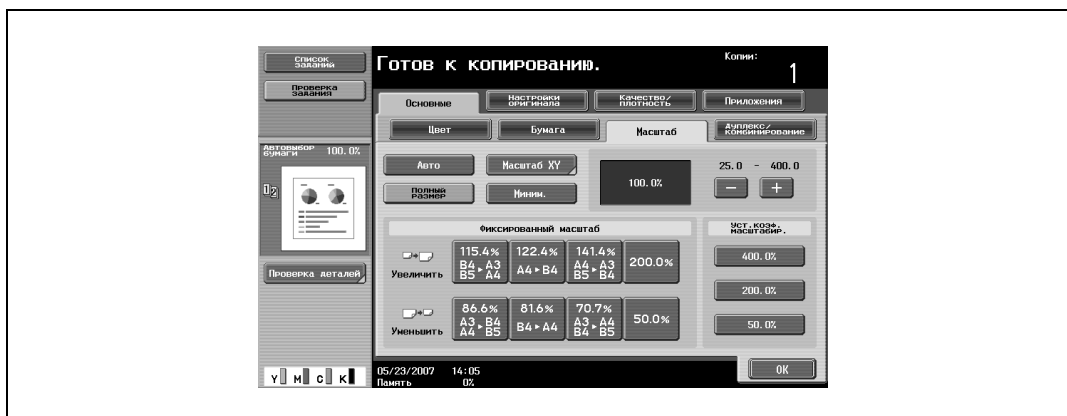 Список
заданий
Проверка
задания
Готов к копированию.
Копии:
1
Основные
Настройки
оригинала
Качество/
плотность
Приложения
Цвет
Бумага
Масштаб
Дуплекс/
Комбинирование
Автовыбор
бумаги 100.0%
1 2
Авто
Масштаб XY
Полный
размер
Миним.
100.0%
25.0 - 400.0
− +
Фиксированный масштаб
Уст.коэф.
масштабир.
Увеличить
115.4%
B4 ▸ A3
B5 ▸ A4
122.4%
A4 ▸ B4
141.4%
A4 ▸ A3
B5 ▸ B4
200.0%
Уменьшить
86.6%
A3 ▸ B4
A4 ▸ B5
81.6%
B4 ▸ A4
70.7%
A3 ▸ A4
B4 ▸ B5
50.0%
400.0%
200.0%
50.0%
Проверка деталей
Y M C K
05/23/2007 14:05
Память 0%
OK